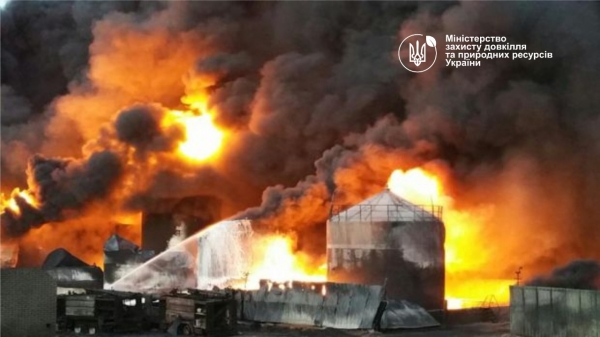 Міністерство
захисту довкілля
та природних ресурсів
України